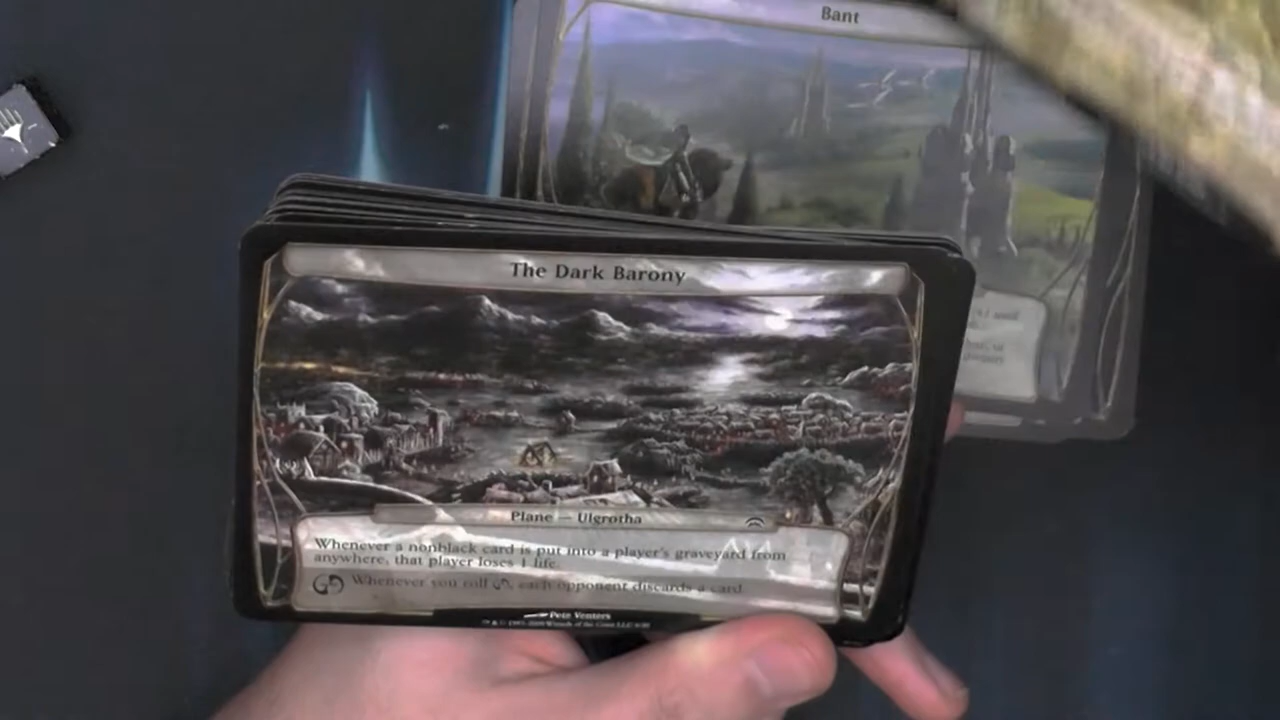 Bant
The Dark Barony
Plane — Ulgrotha
Whenever a nonblack card is put into a player's graveyard from
anywhere, that player loses 1 life.
Whenever you roll , each opponent discards a card.
Pete Venters